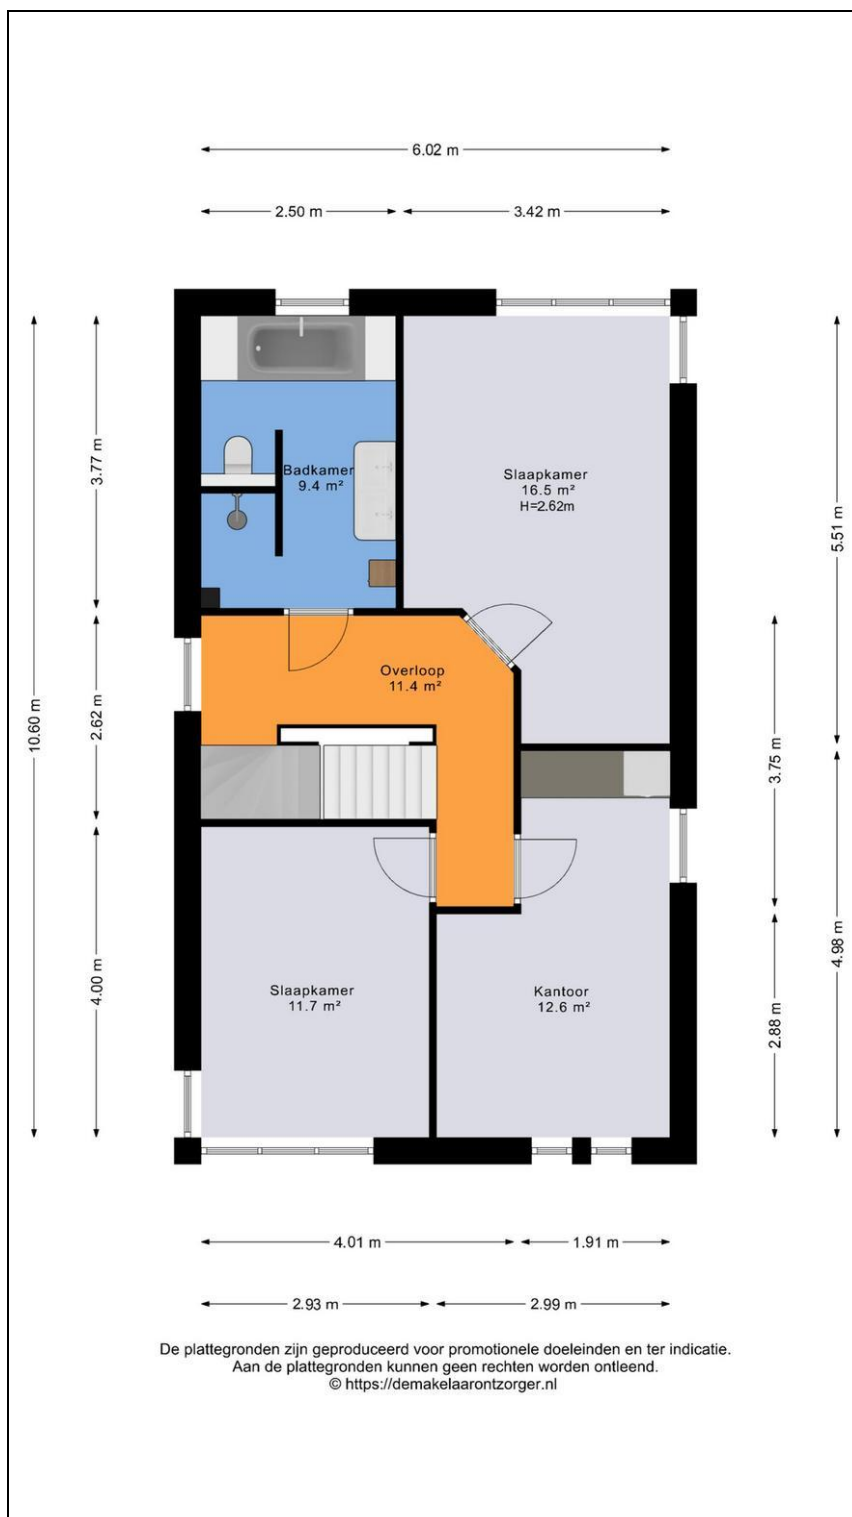 6.02 m
2.50 m
3.42 m
3.77 m
Badkamer
9.4 m²
Slaapkamer
16.5 m²
H=2.62m
5.51 m
10.60 m
2.62 m
Overloop
11.4 m²
3.75 m
4.00 m
4.98 m
Slaapkamer
11.7 m²
Kantoor
12.6 m²
2.88 m
4.01 m
1.91 m
2.93 m
2.99 m
De plattegronden zijn geproduceerd voor promotionele doeleinden en ter indicatie.
Aan de plattegronden kunnen geen rechten worden ontleend.
© https://demakelaarontzorger.nl